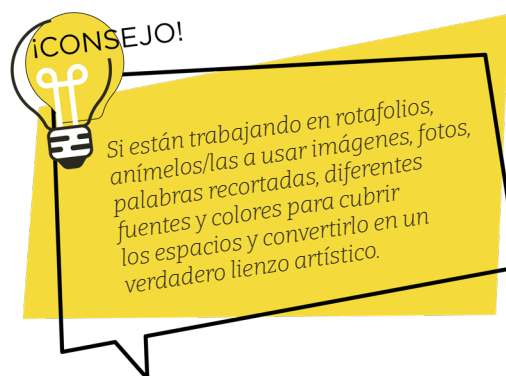 ¡CONSEJO!
Si están trabajando en rotafolios,
anímelos/las a usar imágenes, fotos,
palabras recortadas, diferentes
fuentes y colores para cubrir
los espacios y convertirlo en un
verdadero lienzo artístico.